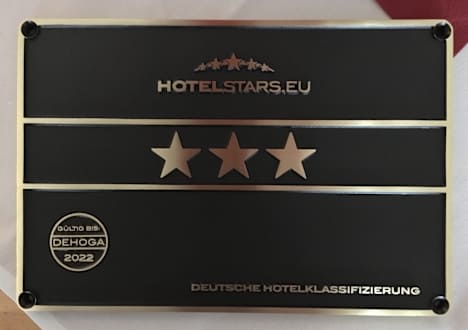 HOTELSTARS.EU
GÜLTIG BIS:
DEHOGA
2022
DEUTSCHE HOTELKLASSIFIZIERUNG